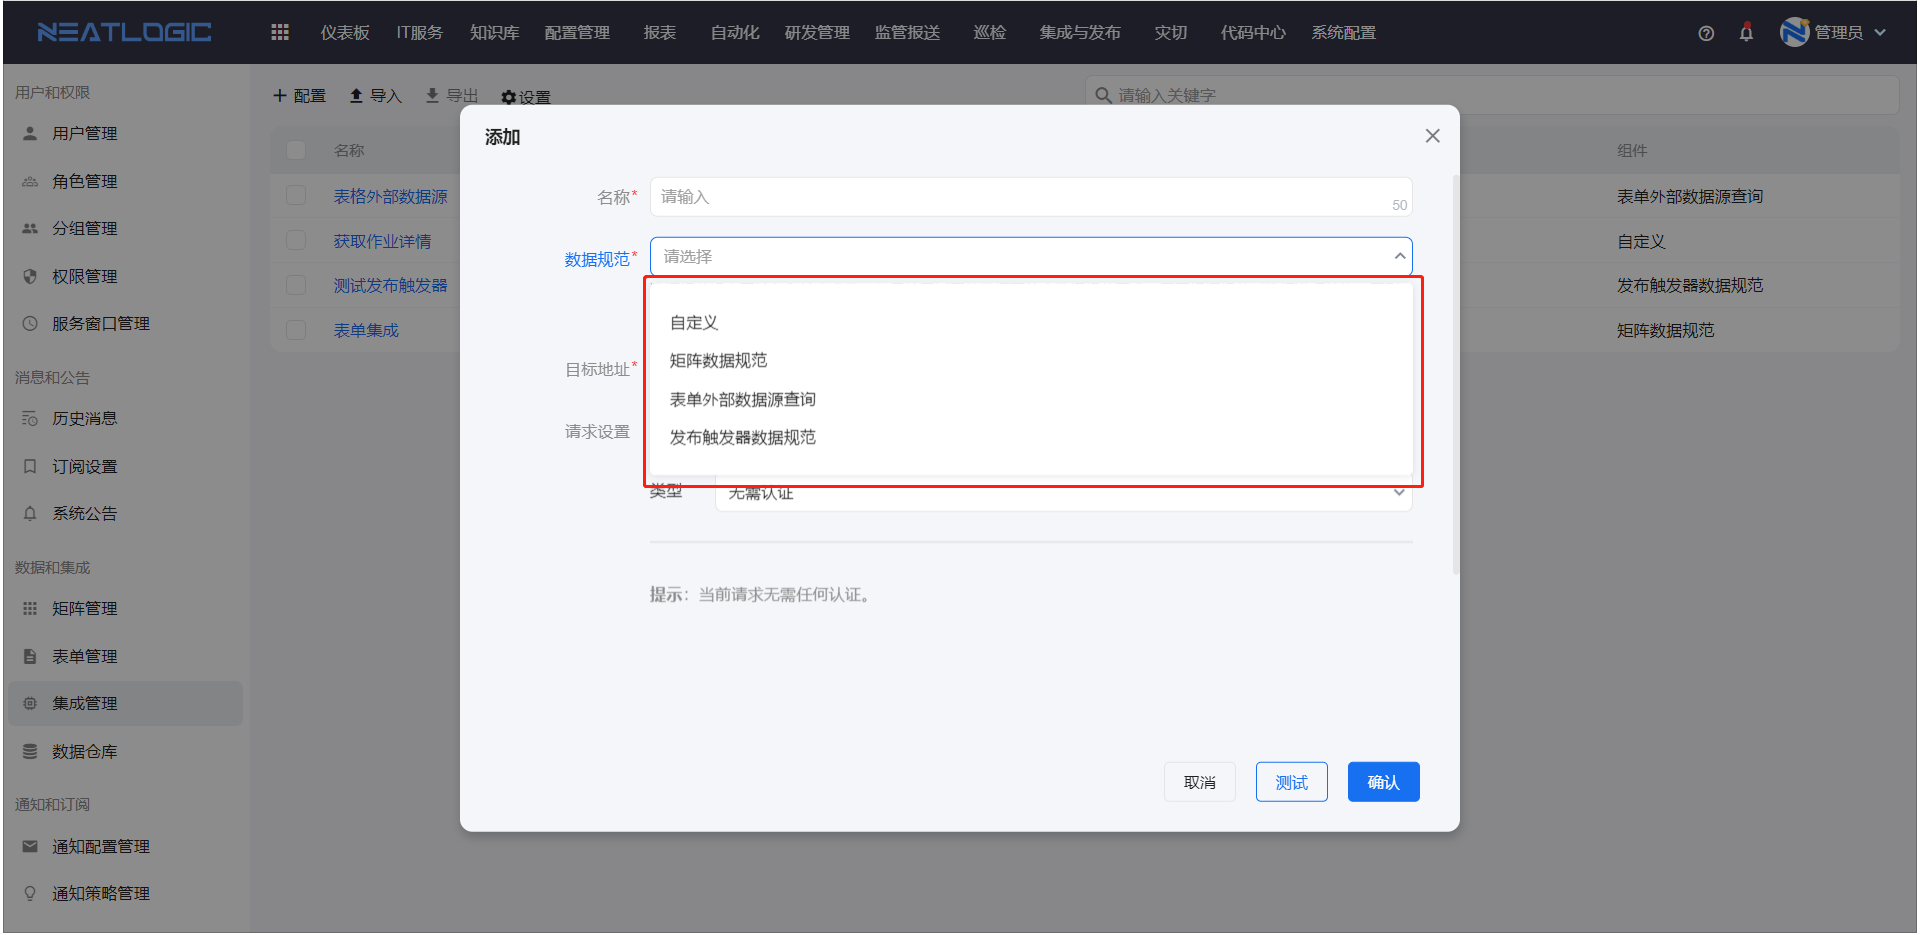 NEATLOGIC
仪表板 IT服务 知识库 配置管理 报表 自动化 研发管理 监管报送 巡检 集成与发布 灾切 代码中心 系统配置
管理员
用户和权限
用户管理
角色管理
分组管理
权限管理
服务窗口管理
消息和公告
历史消息
订阅设置
系统公告
数据和集成
矩阵管理
表单管理
集成管理
数据仓库
通知和订阅
通知配置管理
通知策略管理
配置 导入 导出 设置
请输入关键字
名称 组件
表格外部数据源 表单外部数据源查询
获取作业详情 自定义
测试发布触发器 发布触发器数据规范
表单集成 矩阵数据规范
添加
名称* 请输入 50
数据规范* 请选择
自定义
矩阵数据规范
表单外部数据源查询
发布触发器数据规范
目标地址*
请求设置
类型 无需认证
提示：当前请求无需任何认证。
取消 测试 确认